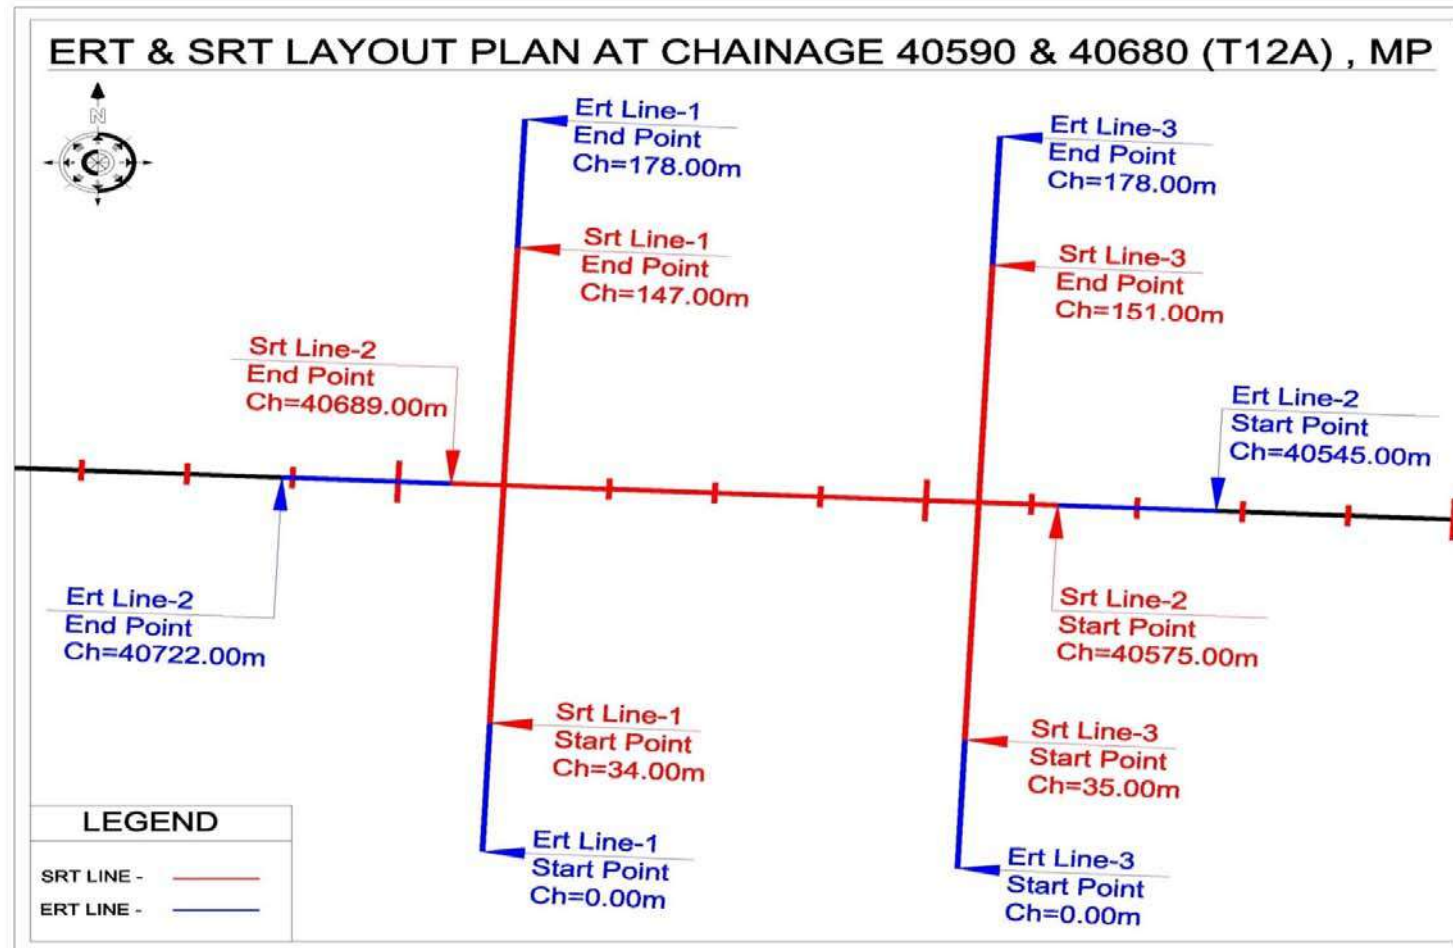 ERT & SRT LAYOUT PLAN AT CHAINAGE 40590 & 40680 (T12A) , MP
N
Ert Line-1
End Point
Ch=178.00m
Ert Line-3
End Point
Ch=178.00m
Srt Line-1
End Point
Ch=147.00m
Srt Line-3
End Point
Ch=151.00m
Srt Line-2
End Point
Ch=40689.00m
Ert Line-2
Start Point
Ch=40545.00m
Ert Line-2
End Point
Ch=40722.00m
Srt Line-2
Start Point
Ch=40575.00m
Srt Line-1
Start Point
Ch=34.00m
Srt Line-3
Start Point
Ch=35.00m
Ert Line-1
Start Point
Ch=0.00m
Ert Line-3
Start Point
Ch=0.00m
LEGEND
SRT LINE -
ERT LINE -